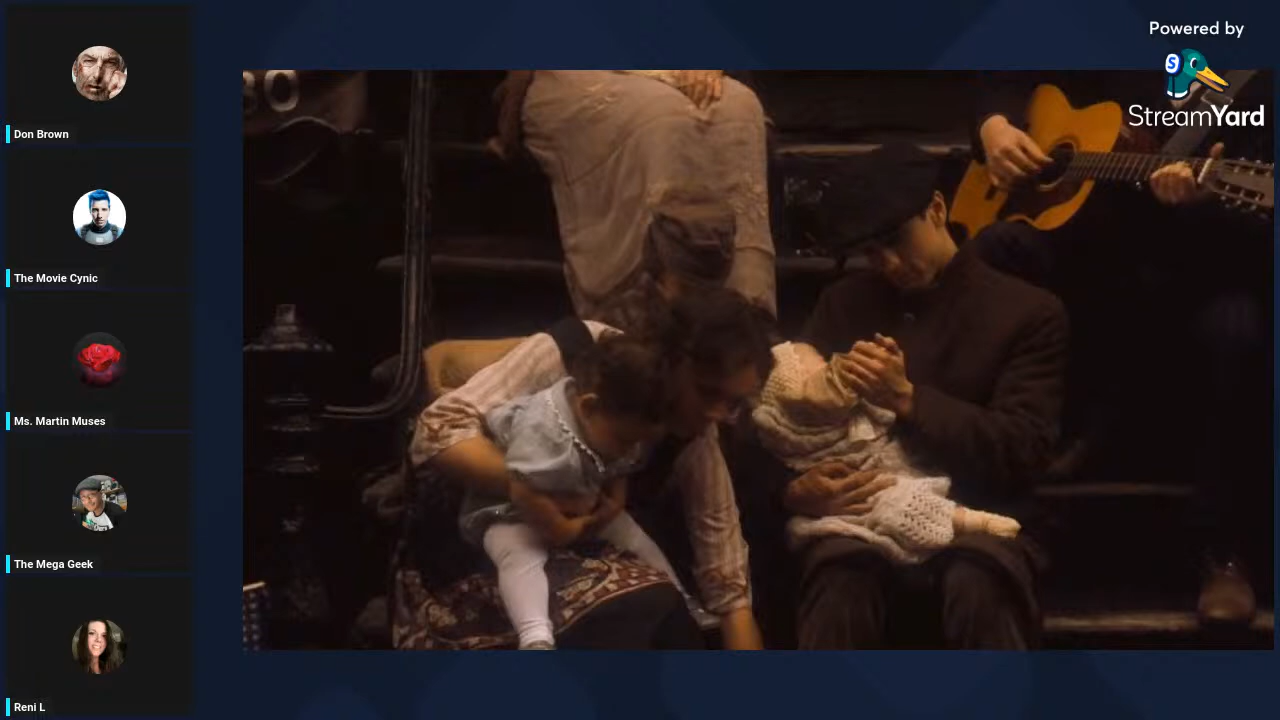 Don Brown
The Movie Cynic
Ms. Martin Muses
The Mega Geek
Reni L
Powered by
S
StreamYard